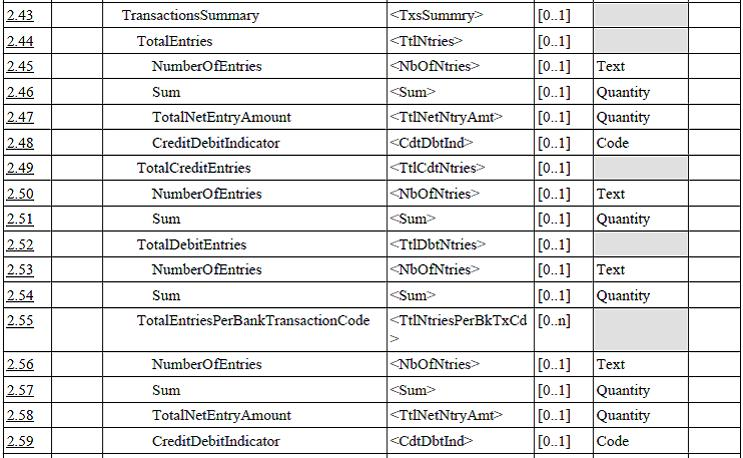 2.43 TransactionsSummary <TxsSummry> [0..1]
2.44 TotalEntries <TtlNtries> [0..1]
2.45 NumberOfEntries <NbOfNtries> [0..1] Text
2.46 Sum <Sum> [0..1] Quantity
2.47 TotalNetEntryAmount <TtlNetNtryAmt> [0..1] Quantity
2.48 CreditDebitIndicator <CdtDbtInd> [0..1] Code
2.49 TotalCreditEntries <TtlCdtNtries> [0..1]
2.50 NumberOfEntries <NbOfNtries> [0..1] Text
2.51 Sum <Sum> [0..1] Quantity
2.52 TotalDebitEntries <TtlDbtNtries> [0..1]
2.53 NumberOfEntries <NbOfNtries> [0..1] Text
2.54 Sum <Sum> [0..1] Quantity
2.55 TotalEntriesPerBankTransactionCode <TtlNtriesPerBkTxCd [0..n]
>
2.56 NumberOfEntries <NbOfNtries> [0..1] Text
2.57 Sum <Sum> [0..1] Quantity
2.58 TotalNetEntryAmount <TtlNetNtryAmt> [0..1] Quantity
2.59 CreditDebitIndicator <CdtDbtInd> [0..1] Code